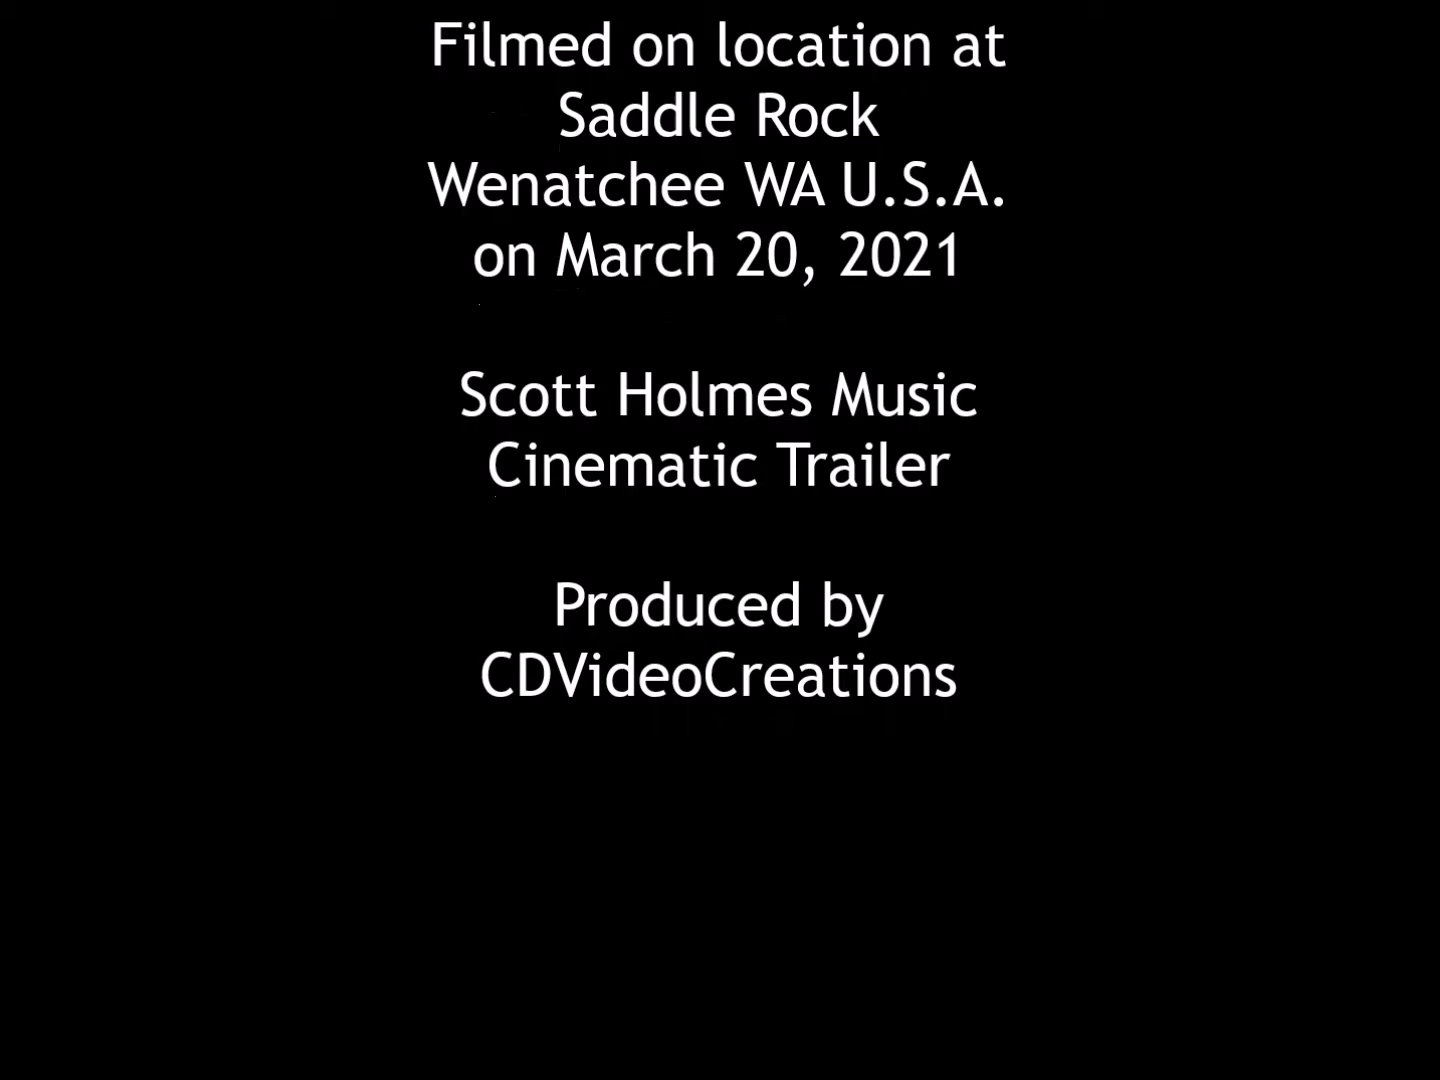 Filmed on location at
Saddle Rock
Wenatchee WA U.S.A.
on March 20, 2021
Scott Holmes Music
Cinematic Trailer
Produced by
CDVideoCreations